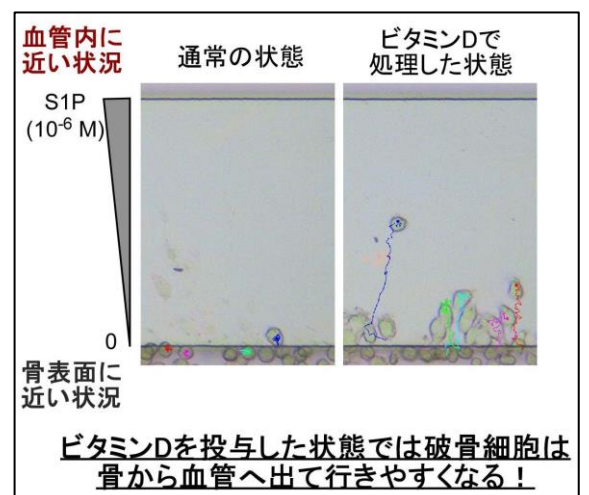 血管内に
近い状況
通常の状態
ビタミンDで
処理した状態
S1P
(10⁻⁶ M)
0
骨表面に
近い状況
ビタミンDを投与した状態では破骨細胞は
骨から血管へ出て行きやすくなる！